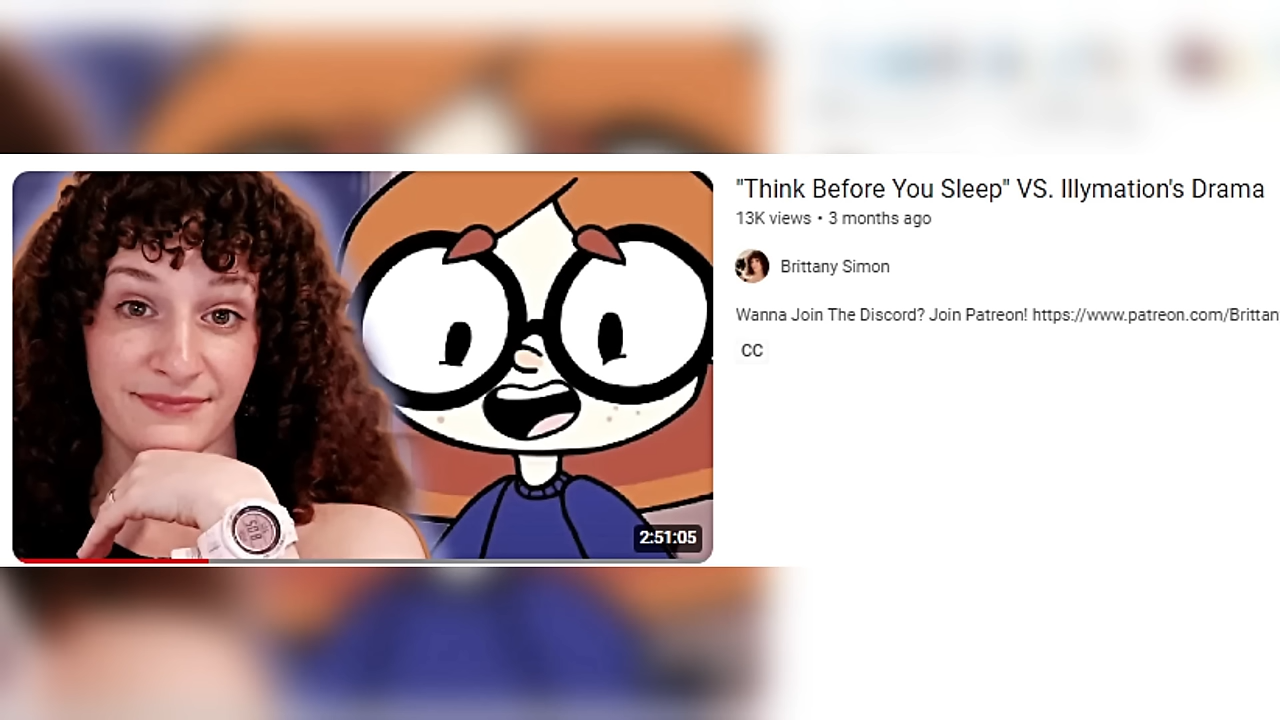 "Think Before You Sleep" VS. Illymation's Drama
13K views • 3 months ago
Brittany Simon
Wanna Join The Discord? Join Patreon! https://www.patreon.com/Brittan
CC
2:51:05